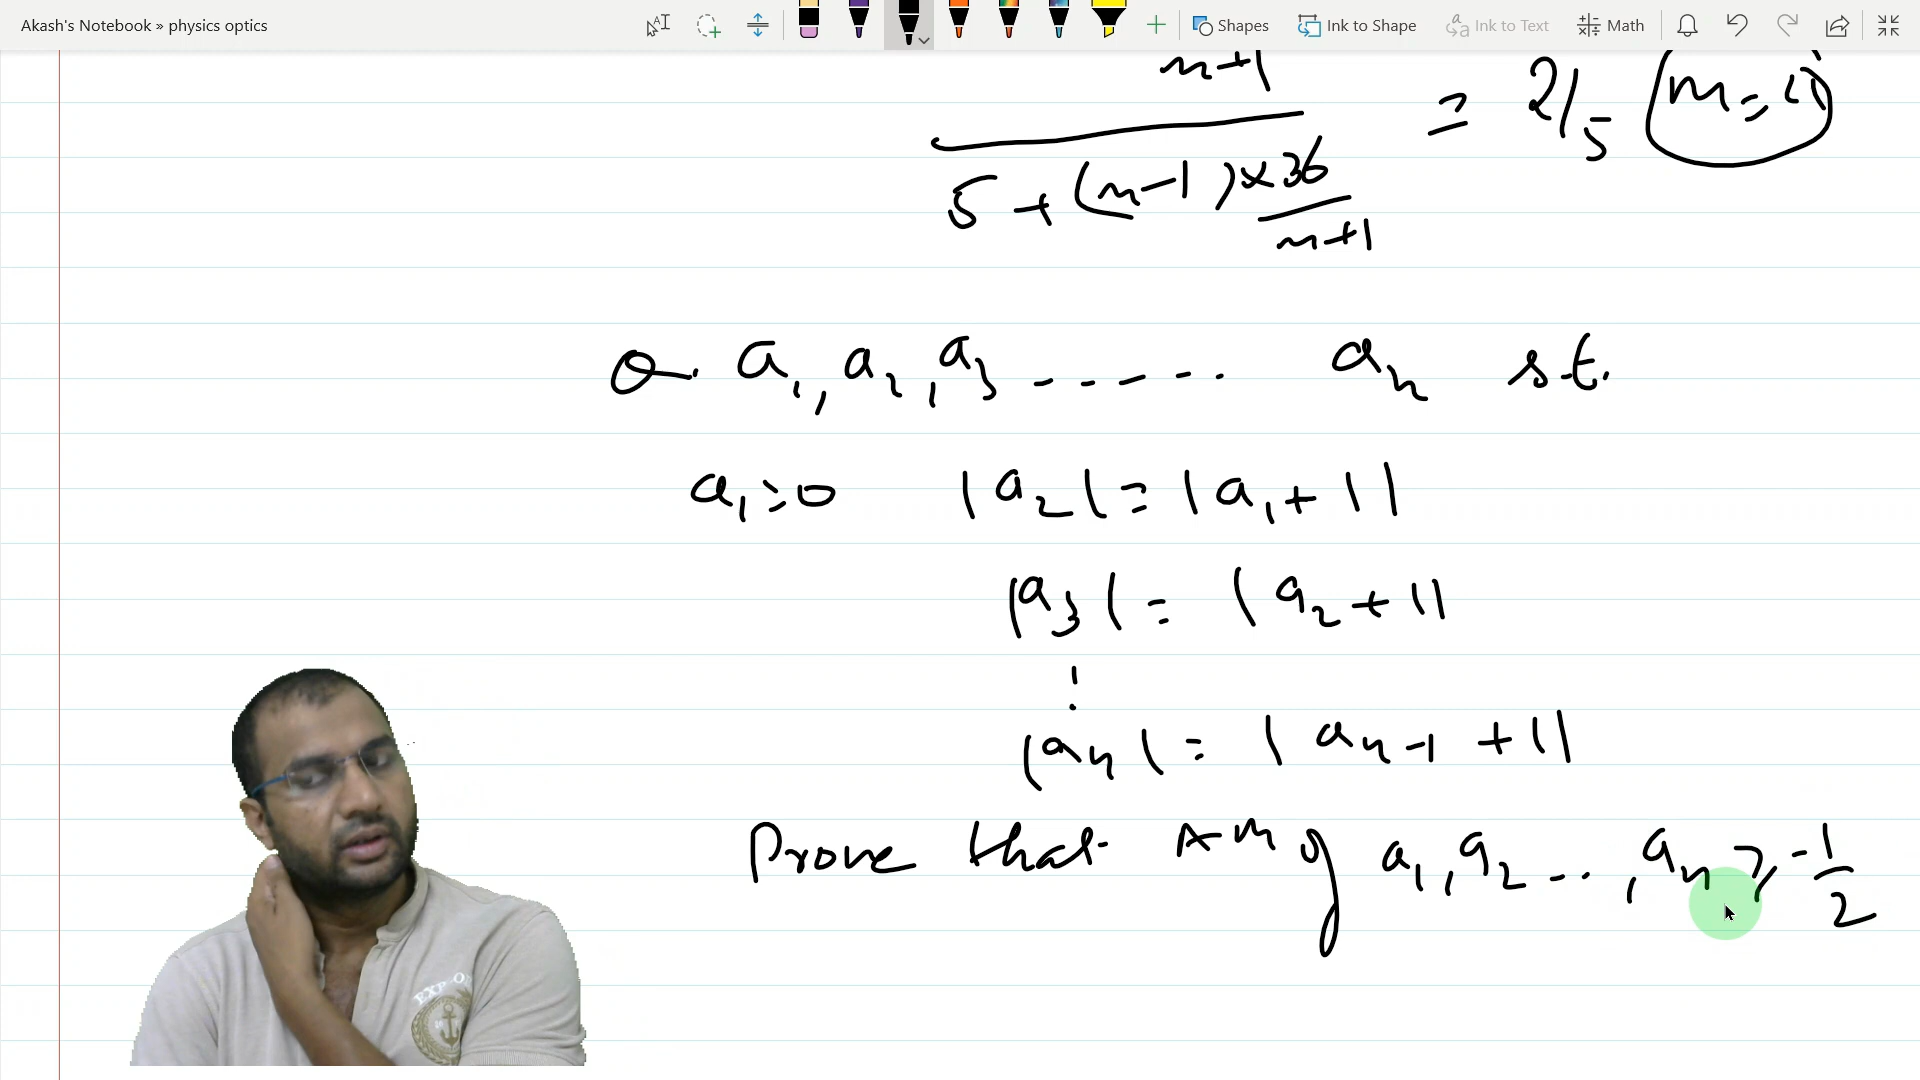 Akash's Notebook » physics optics
Shapes Ink to Shape Ink to Text Math
n+1
= 2/5
5 + (n-1) × 36
n+1
Q. a1, a2, a3 ...... an s.t.
a1 = 0 |a2| = |a1 + 1|
|a3| = |a2 + 1|
|an| = |an-1 + 1|
Prove that AM of a1, a2 ..., an ≥ -1/2
EXP-O